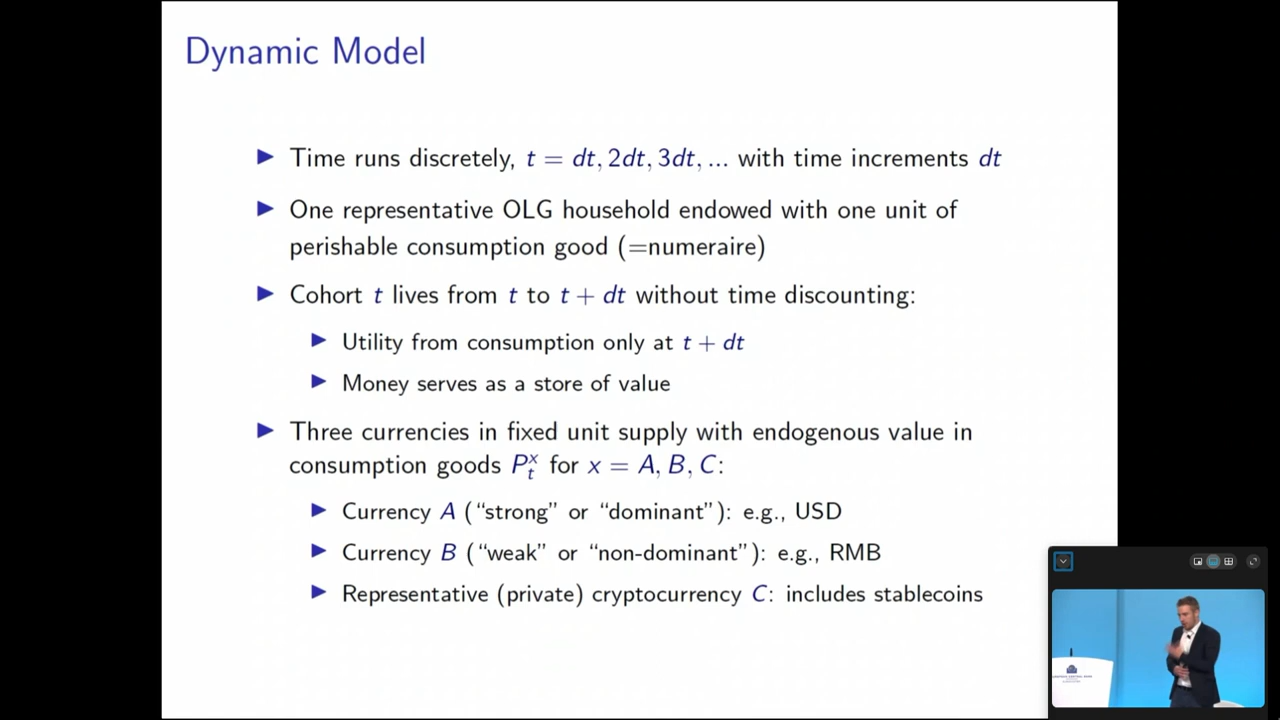 Dynamic Model
▶ Time runs discretely, t = dt, 2dt, 3dt, ... with time increments dt
▶ One representative OLG household endowed with one unit of
perishable consumption good (=numeraire)
▶ Cohort t lives from t to t + dt without time discounting:
▶ Utility from consumption only at t + dt
▶ Money serves as a store of value
▶ Three currencies in fixed unit supply with endogenous value in
consumption goods P_t^x for x = A, B, C:
▶ Currency A (“strong” or “dominant”): e.g., USD
▶ Currency B (“weak” or “non-dominant”): e.g., RMB
▶ Representative (private) cryptocurrency C: includes stablecoins